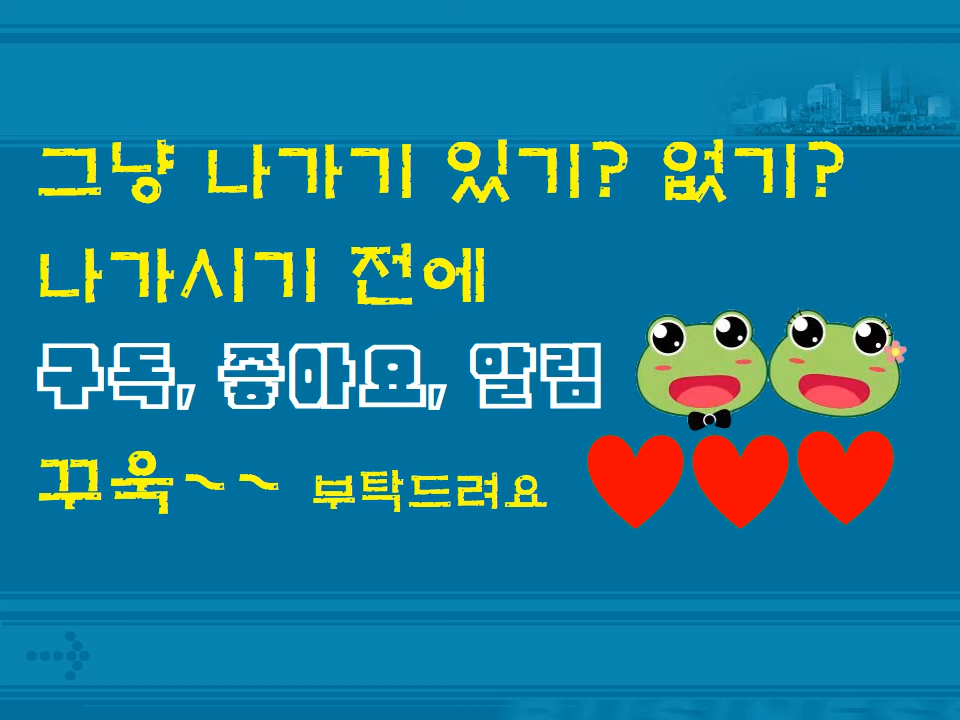 그냥 나가기 있기? 없기?
나가시기 전에
구독, 좋아요, 알림
꾸욱~~ 부탁드려요
BUSINESS